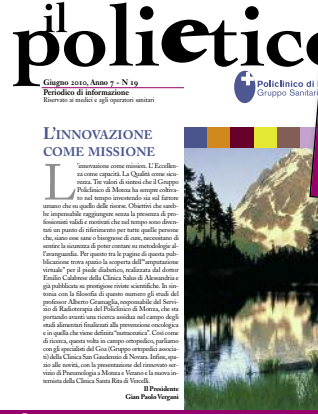 il
polietico
Giugno 2010, Anno 7 - N 19
Periodico di informazione
Riservato ai medici e agli operatori sanitari
Policlinico di
Gruppo Sanitari
L'INNOVAZIONE
COME MISSIONE
L'innovazione come mission. L'Eccellen-
za come capacità. La Qualità come sicu-
rezza. Tre valori di sintesi che il Gruppo
Policlinico di Monza ha sempre coltiva-
to nel tempo investendo sia sul fattore
umano che su quello delle risorse. Obiettivi che sareb-
be impensabile raggiungere senza la presenza di pro-
fessionisti validi e motivati che nel tempo sono diven-
tati un punto di riferimento per tutte quelle persone
che, siano esse sane o bisognose di cure, necessitano di
sentire la sicurezza di poter contare su metodologie al-
l'avanguardia. Per questo tra le pagine di questa pub-
blicazione trova spazio la scoperta dell'"amputazione
virtuale" per il piede diabetico, realizzata dal dottor
Emilio Calabrese della Clinica Salus di Alessandria e
già pubblicata su prestigiose riviste scientifiche. In sin-
tonia con la filosofia di questo numero gli studi del
professor Alberto Gramaglia, responsabile del Servi-
zio di Radioterapia del Policlinico di Monza, che sta
portando avanti una ricerca assidua nel campo degli
studi alimentari finalizzati alla prevenzione oncologica
e in quella che viene definita "nutraceutica". Così come
di ricerca, questa volta in campo ortopedico, parliamo
con gli specialisti del Goa (Gruppo ortopedici associa-
ti) della Clinica San Gaudenzio di Novara. Infine, spa-
zio alle novità, con la presentazione del rinnovato ser-
vizio di Pneumologia a Monza e Verano e la nuova in-
terista della Clinica Santa Rita di Vercelli.
Il Presidente
Gian Paolo Vergani